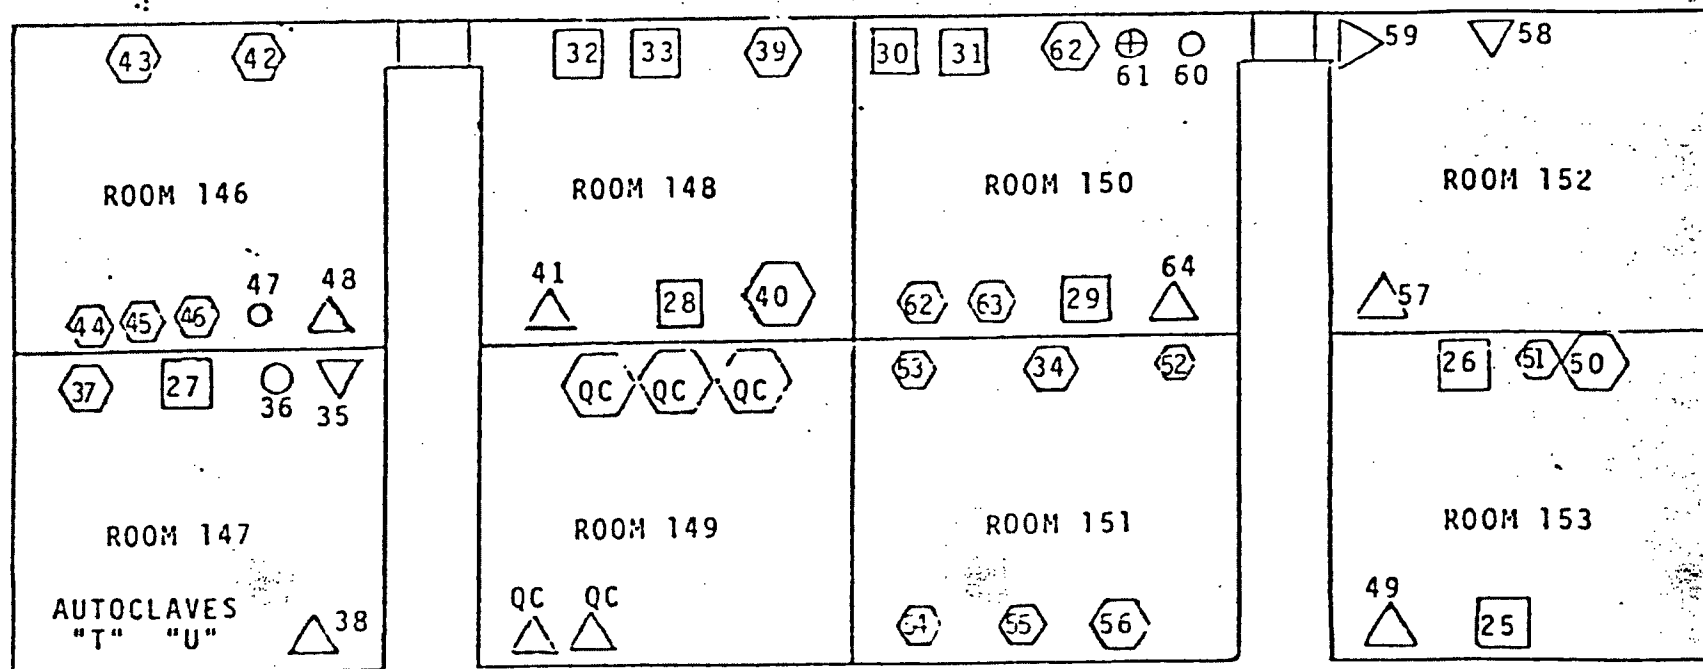 43 42
32 33 39
30 31 62 61 60
59 58
ROOM 146
ROOM 148
ROOM 150
ROOM 152
44 45 46 47 48
41 28 40
62 63 29 64
57
37 27 36 35
QC QC QC
53 34 52
26 51 50
ROOM 147
ROOM 149
ROOM 151
ROOM 153
AUTOCLAVES
"T" "U"
38
QC QC
54 55 56
49 25